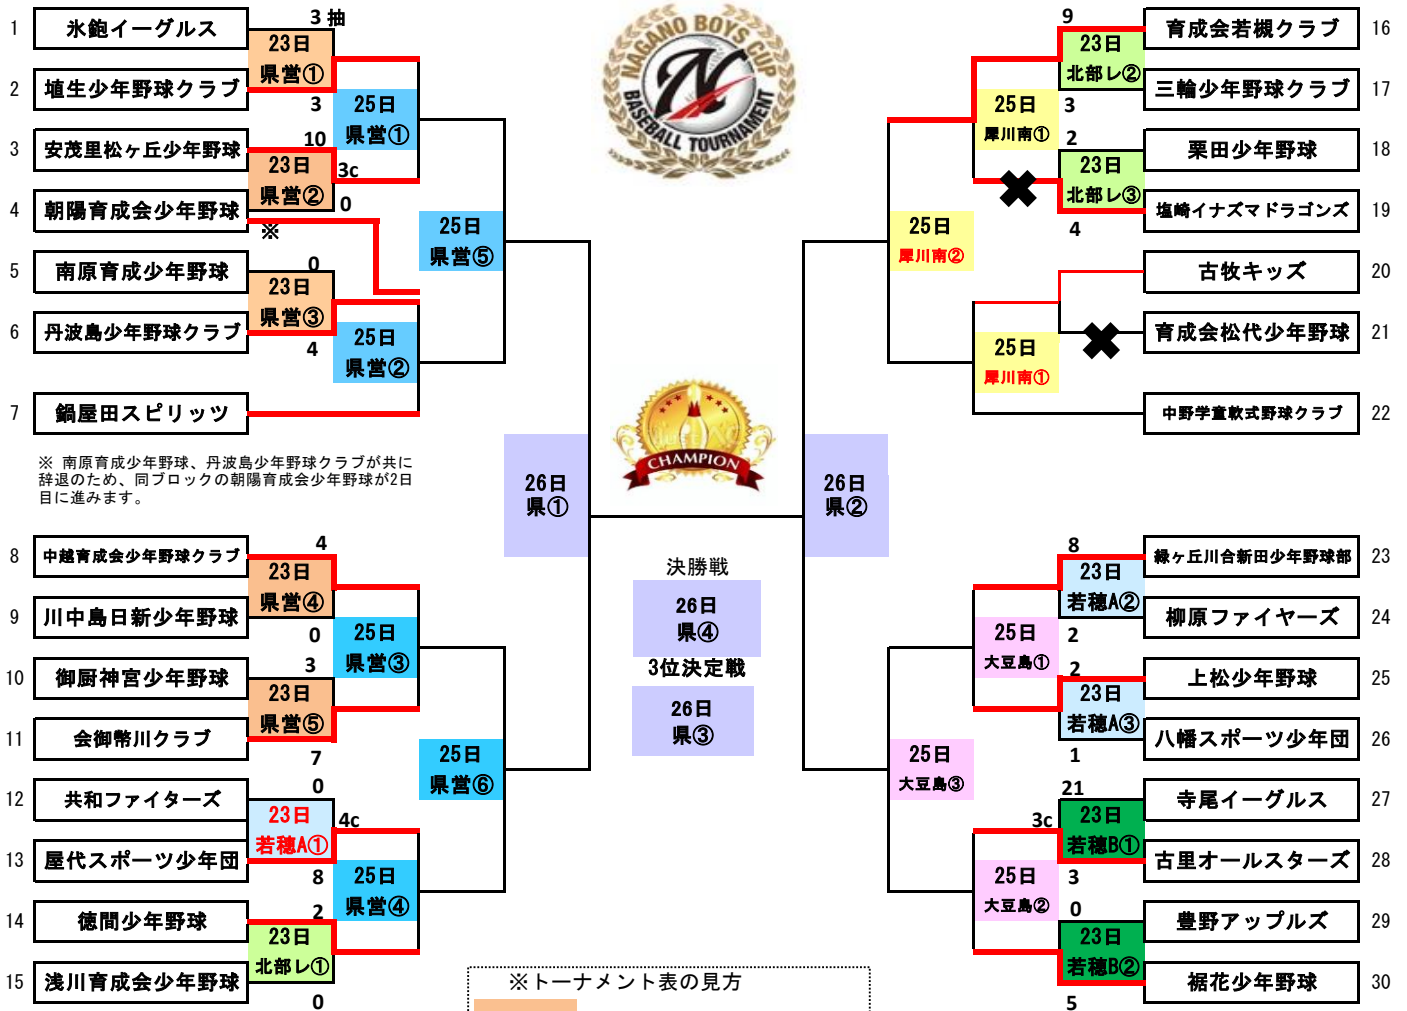 NAGANO BOYS CUP
BASEBALL TOURNAMENT
N
1
氷鉋イーグルス
3 抽
23日
県営①
2
埴生少年野球クラブ
3
25日
県営①
3
安茂里松ヶ丘少年野球
10
23日
県営②
3c
4
朝陽育成会少年野球
0
※
25日
県営⑤
5
南原育成少年野球
0
23日
県営③
6
丹波島少年野球クラブ
4
25日
県営②
7
鍋屋田スピリッツ
※ 南原育成少年野球、丹波島少年野球クラブが共に
辞退のため、同ブロックの朝陽育成会少年野球が2日
目に進みます。
26日
県①
8
中越育成会少年野球クラブ
4
23日
県営④
9
川中島日新少年野球
0
25日
県営③
10
御厨神宮少年野球
3
23日
県営⑤
11
会御幣川クラブ
7
25日
県営⑥
12
共和ファイターズ
0
23日
若穂A①
4c
13
屋代スポーツ少年団
8
25日
県営④
14
徳間少年野球
2
23日
北部レ①
15
浅川育成会少年野球
0
CHAMPION
決勝戦
26日
県④
3位決定戦
26日
県③
※トーナメント表の見方
9
育成会若槻クラブ
16
23日
北部レ②
三輪少年野球クラブ
17
3
25日
犀川南①
2
栗田少年野球
18
23日
北部レ③
塩崎イナズマドラゴンズ
19
4
25日
犀川南②
古牧キッズ
20
育成会松代少年野球
21
25日
犀川南①
中野学童軟式野球クラブ
22
26日
県②
8
緑ヶ丘川合新田少年野球部
23
23日
若穂A②
柳原ファイヤーズ
24
2
25日
大豆島①
2
上松少年野球
25
23日
若穂A③
八幡スポーツ少年団
26
1
25日
大豆島③
21
寺尾イーグルス
27
3c
23日
若穂B①
古里オールスターズ
28
3
25日
大豆島②
0
豊野アップルズ
29
23日
若穂B②
裾花少年野球
30
5